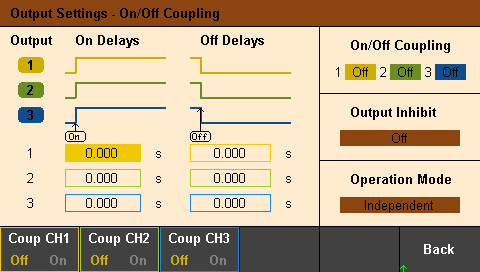 Output Settings - On/Off Coupling
Output On Delays Off Delays
1
2
3
On Off
1 0.000 s 0.000 s
2 0.000 s 0.000 s
3 0.000 s 0.000 s
On/Off Coupling
1 Off 2 Off 3 Off
Output Inhibit
Off
Operation Mode
Independent
Coup CH1 Coup CH2 Coup CH3 Back
Off On Off On Off On